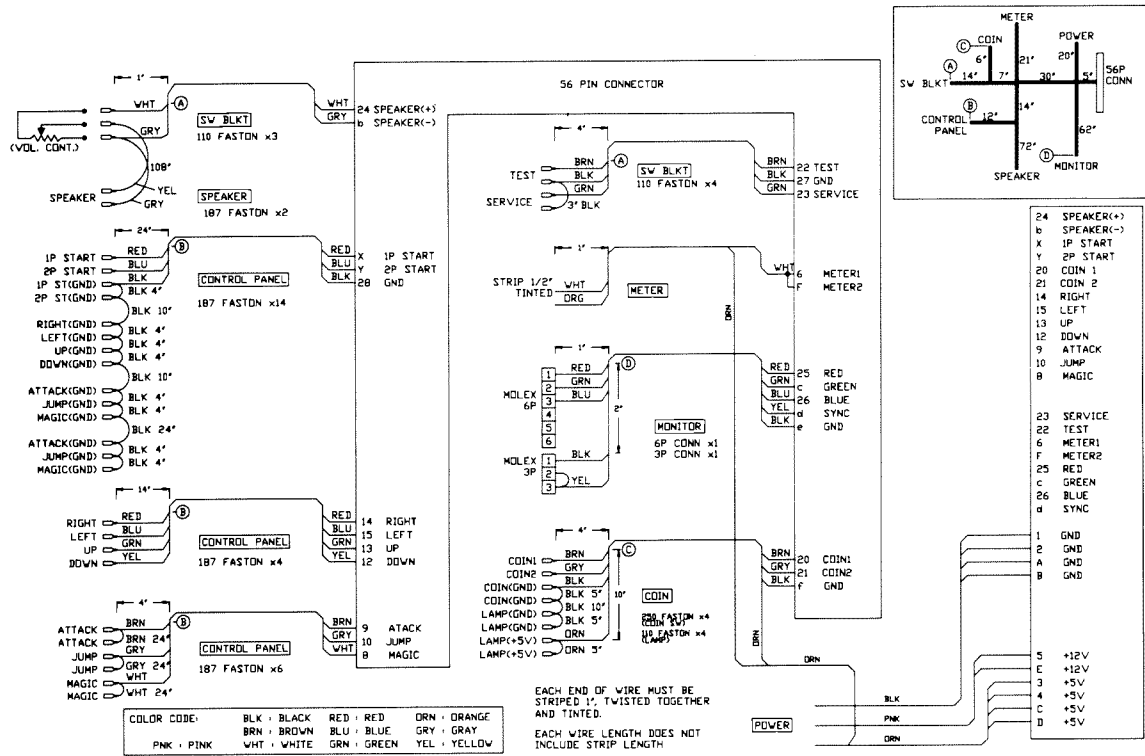 56 PIN CONNECTOR
1"
WHT
GRY
A
(VOL. CONT.)
108"
YEL
GRY
SPEAKER
SW BLKT
110 FASTON x3
SPEAKER
187 FASTON x2
WHT 24 SPEAKER(+)
GRY b SPEAKER(-)
24"
B
1P START RED
2P START BLU
1P ST(GND) BLK
2P ST(GND) BLK 4"
BLK 10"
RIGHT(GND)
LEFT(GND) BLK 4"
UP(GND) BLK 4"
DOWN(GND) BLK 4"
BLK 10"
ATTACK(GND)
JUMP(GND) BLK 4"
MAGIC(GND) BLK 4"
BLK 24"
ATTACK(GND)
JUMP(GND) BLK 4"
MAGIC(GND) BLK 4"
CONTROL PANEL
187 FASTON x14
RED X 1P START
BLU Y 2P START
BLK 28 GND
14"
B
RIGHT RED
LEFT BLU
UP GRN
DOWN YEL
CONTROL PANEL
187 FASTON x4
RED 14 RIGHT
BLU 15 LEFT
GRN 13 UP
YEL 12 DOWN
4"
B
ATTACK BRN
ATTACK BRN 24"
JUMP GRY
JUMP GRY 24"
MAGIC WHT
MAGIC WHT 24"
CONTROL PANEL
187 FASTON x6
BRN 9 ATACK
GRY 10 JUMP
WHT 8 MAGIC
COLOR CODE: BLK : BLACK RED : RED ORN : ORANGE
BRN : BROWN BLU : BLUE GRY : GRAY
PNK : PINK WHT : WHITE GRN : GREEN YEL : YELLOW
4"
A
TEST
BRN
BLK
GRN
SERVICE
3" BLK
SW BLKT
110 FASTON x4
BRN 22 TEST
BLK 27 GND
GRN 23 SERVICE
1"
STRIP 1/2"
TINTED
WHT
ORG
METER
WHT 6 METER1
F METER2
ORN
1"
D
MOLEX
6P
1 RED
2 GRN
3 BLU
4
5
6
2"
MOLEX
3P
1 BLK
2
3 YEL
MONITOR
6P CONN x1
3P CONN x1
RED 25 RED
GRN c GREEN
BLU 26 BLUE
YEL d SYNC
BLK e GND
4"
C
COIN1 BRN
COIN2 GRY
COIN(GND) BLK
COIN(GND) BLK 5"
LAMP(GND) BLK 10"
LAMP(GND) BLK 5"
LAMP(+5V) ORN
LAMP(+5V) ORN 5"
10"
COIN
250 FASTON x4
(COIN SW)
110 FASTON x4
(LAMP)
BRN 20 COIN1
GRY 21 COIN2
BLK f GND
ORN
ORN
EACH END OF WIRE MUST BE
STRIPED 1", TWISTED TOGETHER
AND TINTED.
EACH WIRE LENGTH DOES NOT
INCLUDE STRIP LENGTH
POWER
BLK
PNK
ORN
METER
C COIN
POWER
6"
21"
20"
A
SW BLKT
14"
7"
30"
5"
56P
CONN
B
CONTROL
PANEL
12"
14"
72"
62"
D
MONITOR
SPEAKER
24 SPEAKER(+)
b SPEAKER(-)
X 1P START
Y 2P START
20 COIN 1
21 COIN 2
14 RIGHT
15 LEFT
13 UP
12 DOWN
9 ATTACK
10 JUMP
8 MAGIC
23 SERVICE
22 TEST
6 METER1
F METER2
25 RED
c GREEN
26 BLUE
d SYNC
1 GND
2 GND
A GND
B GND
5 +12V
E +12V
3 +5V
4 +5V
C +5V
D +5V